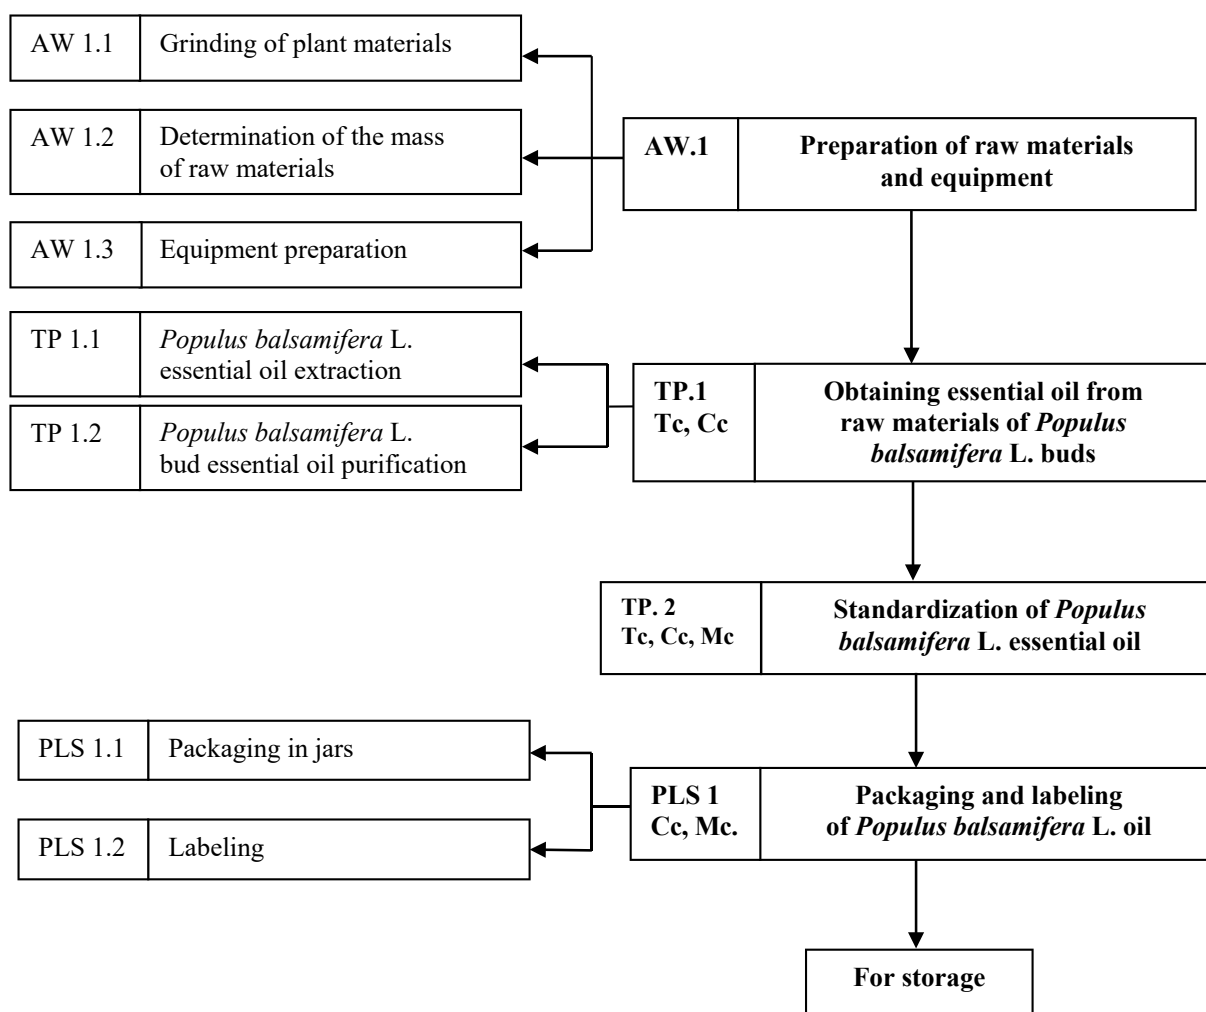 AW 1.1
Grinding of plant materials
AW 1.2
Determination of the mass
of raw materials
AW 1.3
Equipment preparation
AW.1
Preparation of raw materials
and equipment
TP 1.1
Populus balsamifera L.
essential oil extraction
TP 1.2
Populus balsamifera L.
bud essential oil purification
TP.1
Tc, Cc
Obtaining essential oil from
raw materials of Populus
balsamifera L. buds
TP. 2
Tc, Cc, Mc
Standardization of Populus
balsamifera L. essential oil
PLS 1.1
Packaging in jars
PLS 1.2
Labeling
PLS 1
Cc, Mc.
Packaging and labeling
of Populus balsamifera L. oil
For storage